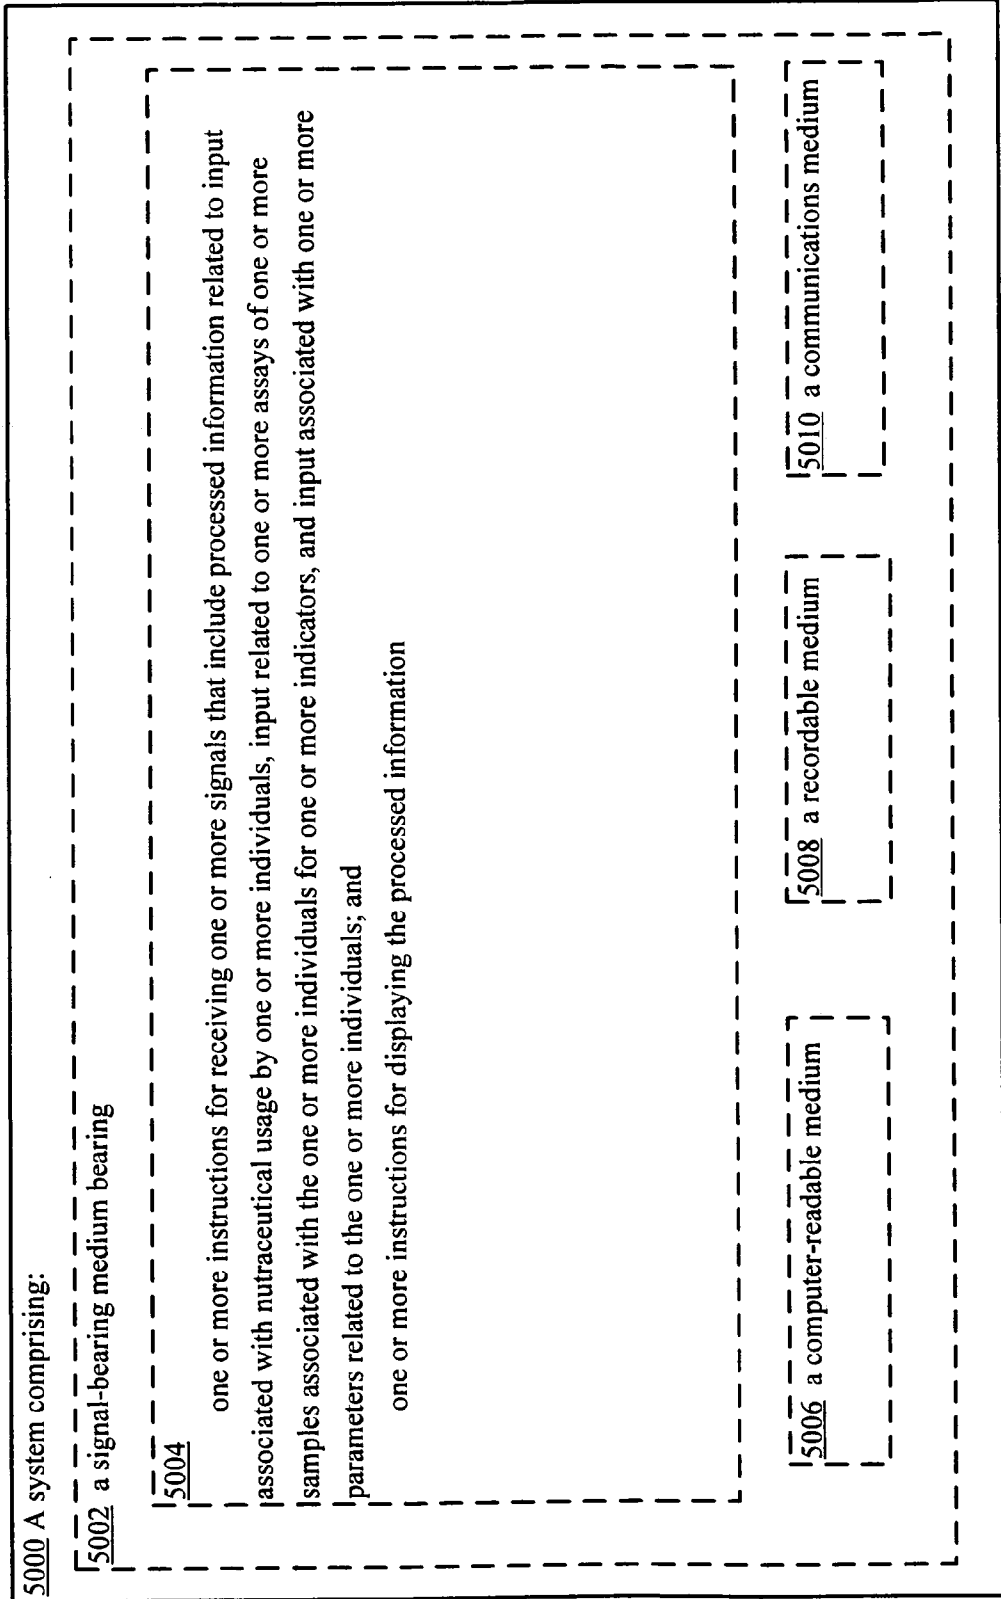 5000 A system comprising:
5002 a signal-bearing medium bearing
5004
one or more instructions for receiving one or more signals that include processed information related to input
associated with nutraceutical usage by one or more individuals, input related to one or more assays of one or more
samples associated with the one or more individuals for one or more indicators, and input associated with one or more
parameters related to the one or more individuals; and
one or more instructions for displaying the processed information
5006 a computer-readable medium
5008 a recordable medium
5010 a communications medium